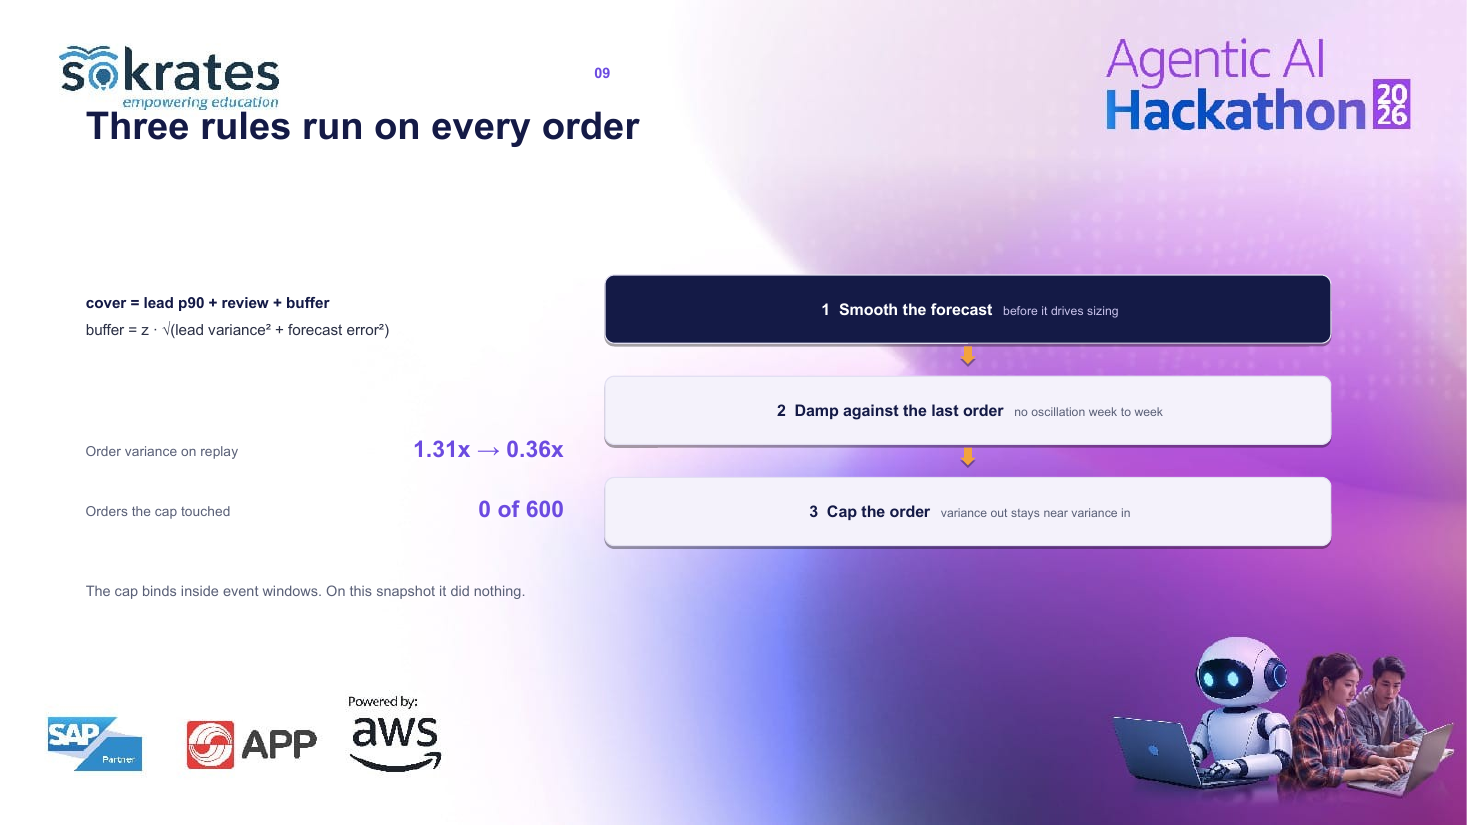 sokrates
empowering education
09
Agentic AI
Hackathon 20
26
Three rules run on every order
cover = lead p90 + review + buffer
buffer = z · √(lead variance² + forecast error²)
1 Smooth the forecast before it drives sizing
2 Damp against the last order no oscillation week to week
Order variance on replay 1.31x → 0.36x
Orders the cap touched 0 of 600
3 Cap the order variance out stays near variance in
The cap binds inside event windows. On this snapshot it did nothing.
SAP
Partner
APP
Powered by:
aws